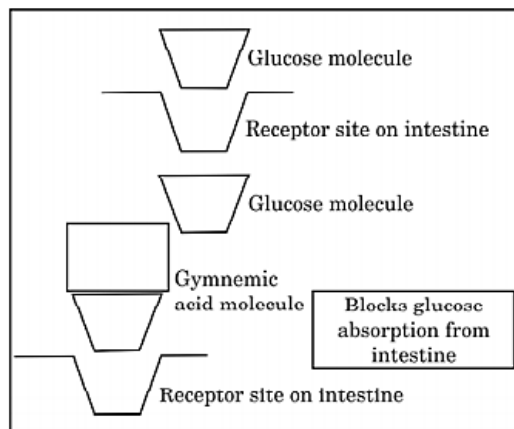 Glucose molecule
Receptor site on intestine
Glucose molecule
Gymnemic
acid molecule
Blocks glucose
absorption from
intestine
Receptor site on intestine